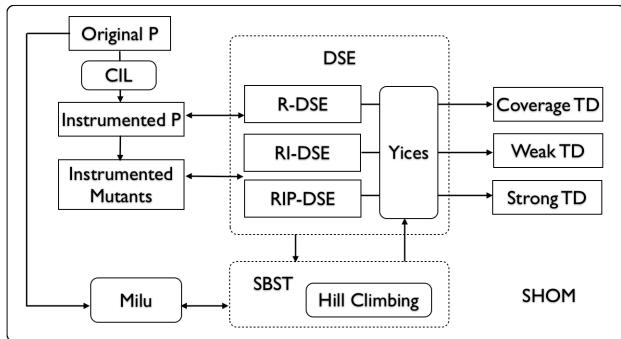 Original P
DSE
CIL
R-DSE
Coverage TD
Instrumented P
RI-DSE
Yices
Weak TD
Instrumented
Mutants
RIP-DSE
Strong TD
SBST
Milu
Hill Climbing
SHOM